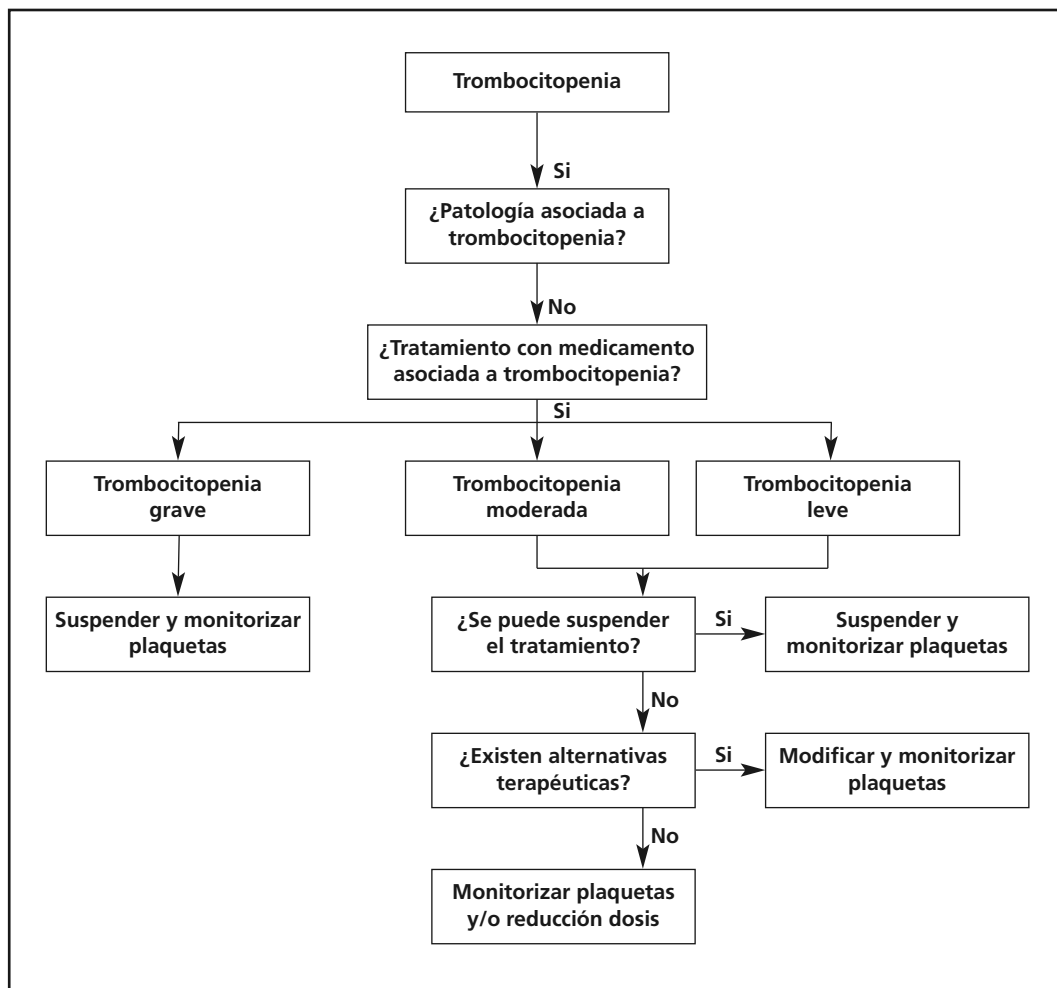 Trombocitopenia
Si
¿Patología asociada a
trombocitopenia?
No
¿Tratamiento con medicamento
asociada a trombocitopenia?
Si
Trombocitopenia
grave
Trombocitopenia
moderada
Trombocitopenia
leve
Suspender y monitorizar
plaquetas
¿Se puede suspender
el tratamiento?
Si
Suspender y
monitorizar plaquetas
No
¿Existen alternativas
terapéuticas?
Si
Modificar y monitorizar
plaquetas
No
Monitorizar plaquetas
y/o reducción dosis